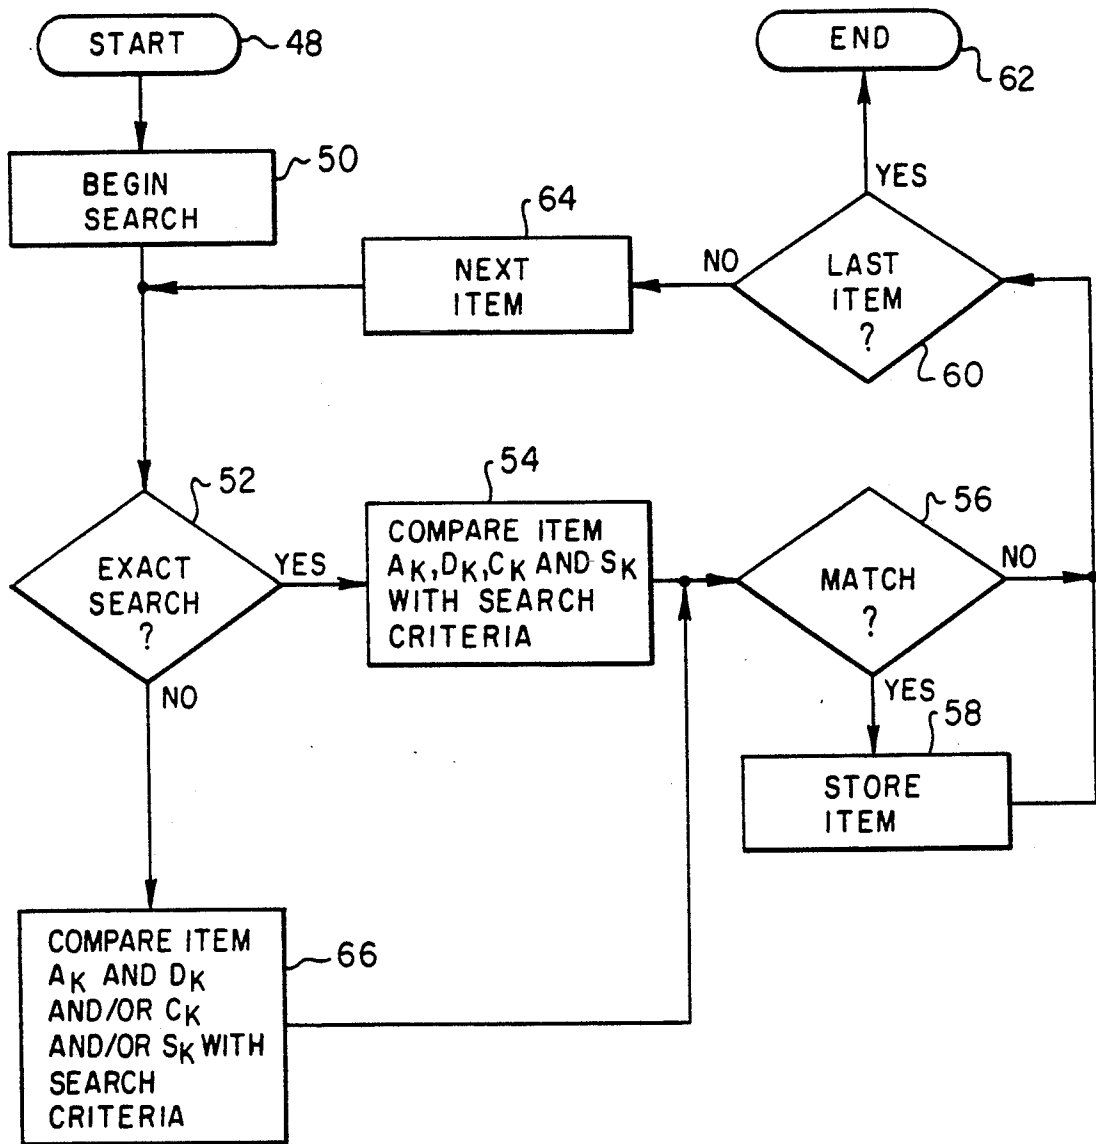 START
48
END
62
BEGIN
SEARCH
50
YES
64
NEXT
ITEM
NO
LAST
ITEM
?
60
52
EXACT
SEARCH
?
YES
NO
54
COMPARE ITEM
AK, DK, CK AND SK
WITH SEARCH
CRITERIA
56
MATCH
?
NO
YES
58
STORE
ITEM
COMPARE ITEM
AK AND DK
AND/OR CK
AND/OR SK WITH
SEARCH
CRITERIA
66